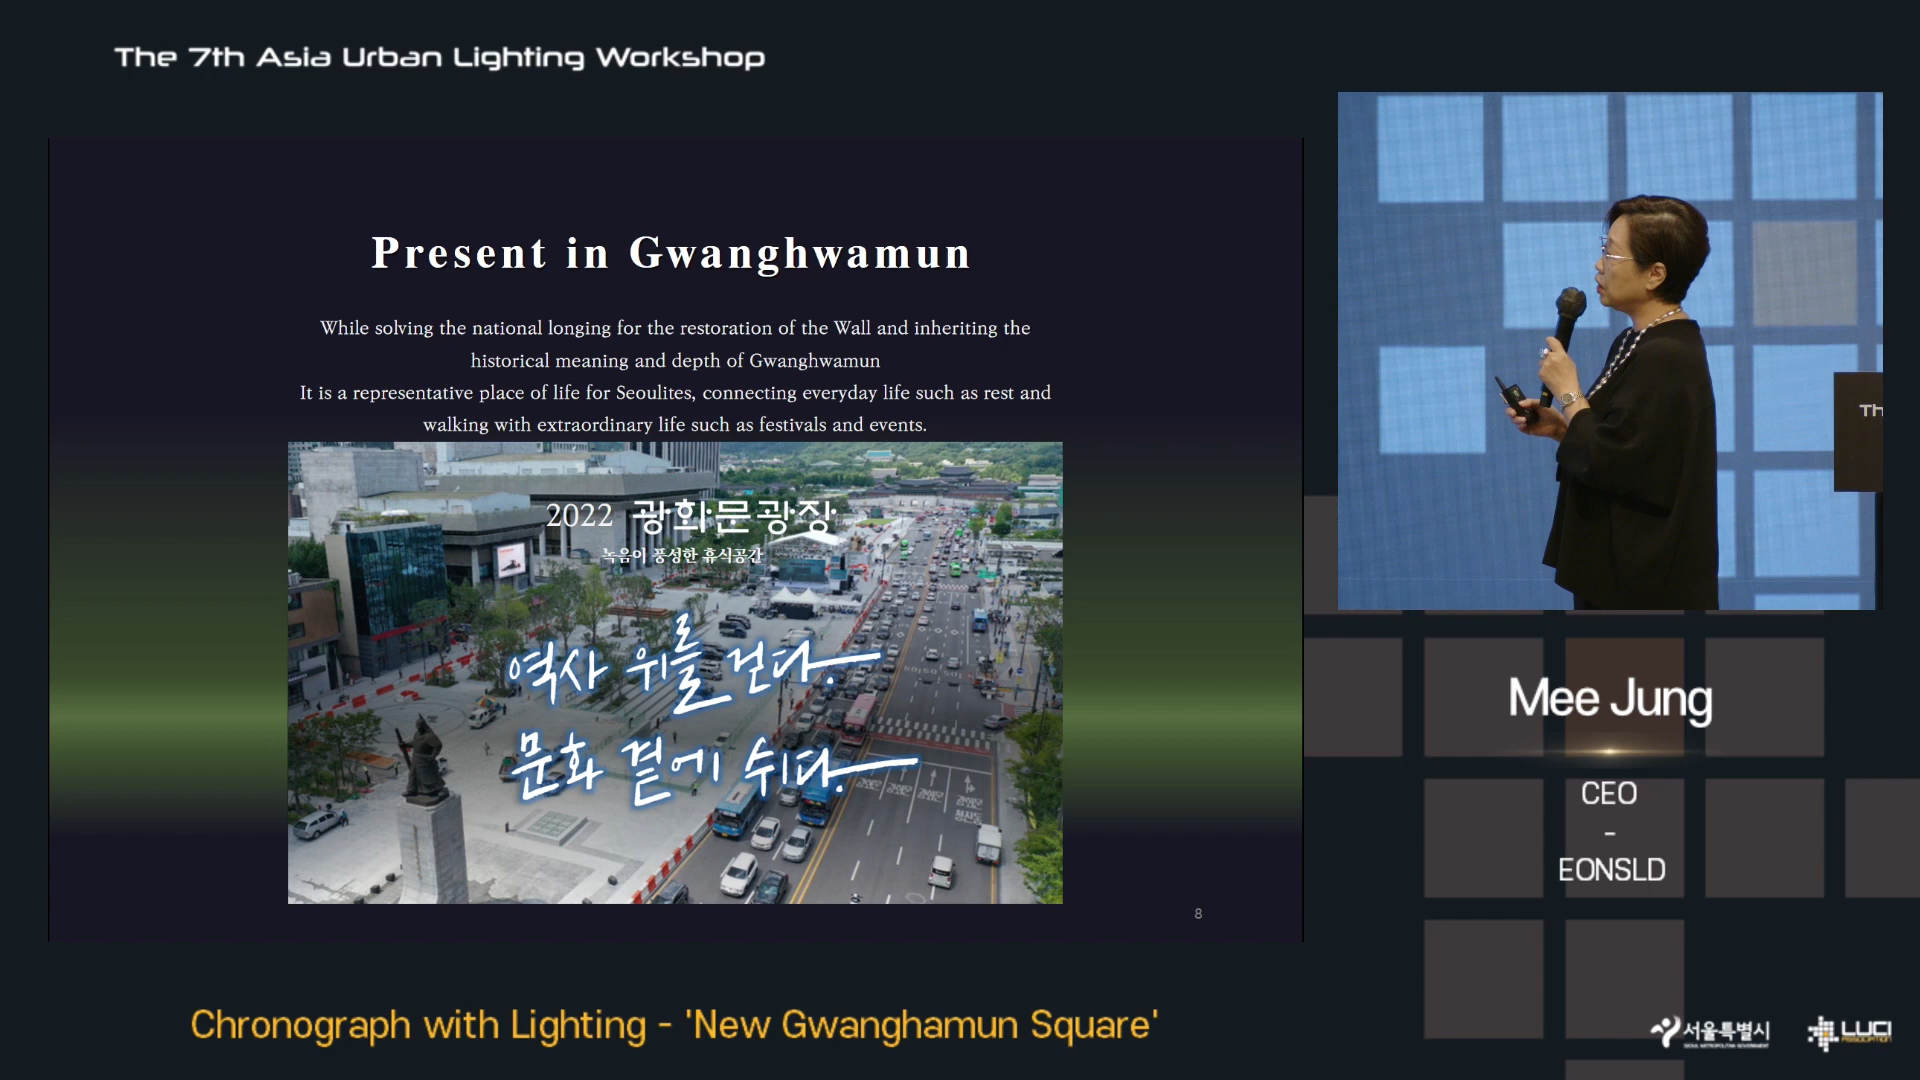 The 7th Asia Urban Lighting Workshop
Present in Gwanghwamun
While solving the national longing for the restoration of the Wall and inheriting the
historical meaning and depth of Gwanghwamun
It is a representative place of life for Seoulites, connecting everyday life such as rest and
walking with extraordinary life such as festivals and events.
2022 광화문광장
녹음이 풍성한 휴식공간
역사 위를 걷다.
문화 곁에 쉬다.
8
Th
Mee Jung
CEO
-
EONSLD
Chronograph with Lighting - 'New Gwanghamun Square'
서울특별시
SEOUL METROPOLITAN GOVERNMENT
LUCI
ASSOCIATION